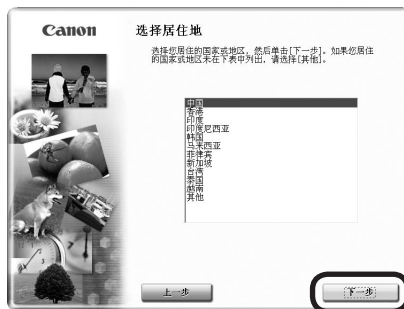 Canon
选择居住地
选择您居住的国家或地区，然后单击[下一步]。如果您居住
的国家或地区未在下表中列出，请选择[其他]。
中国
香港
印度
印度尼西亚
韩国
马来西亚
菲律宾
新加坡
台湾
泰国
越南
其他
上一步
下一步